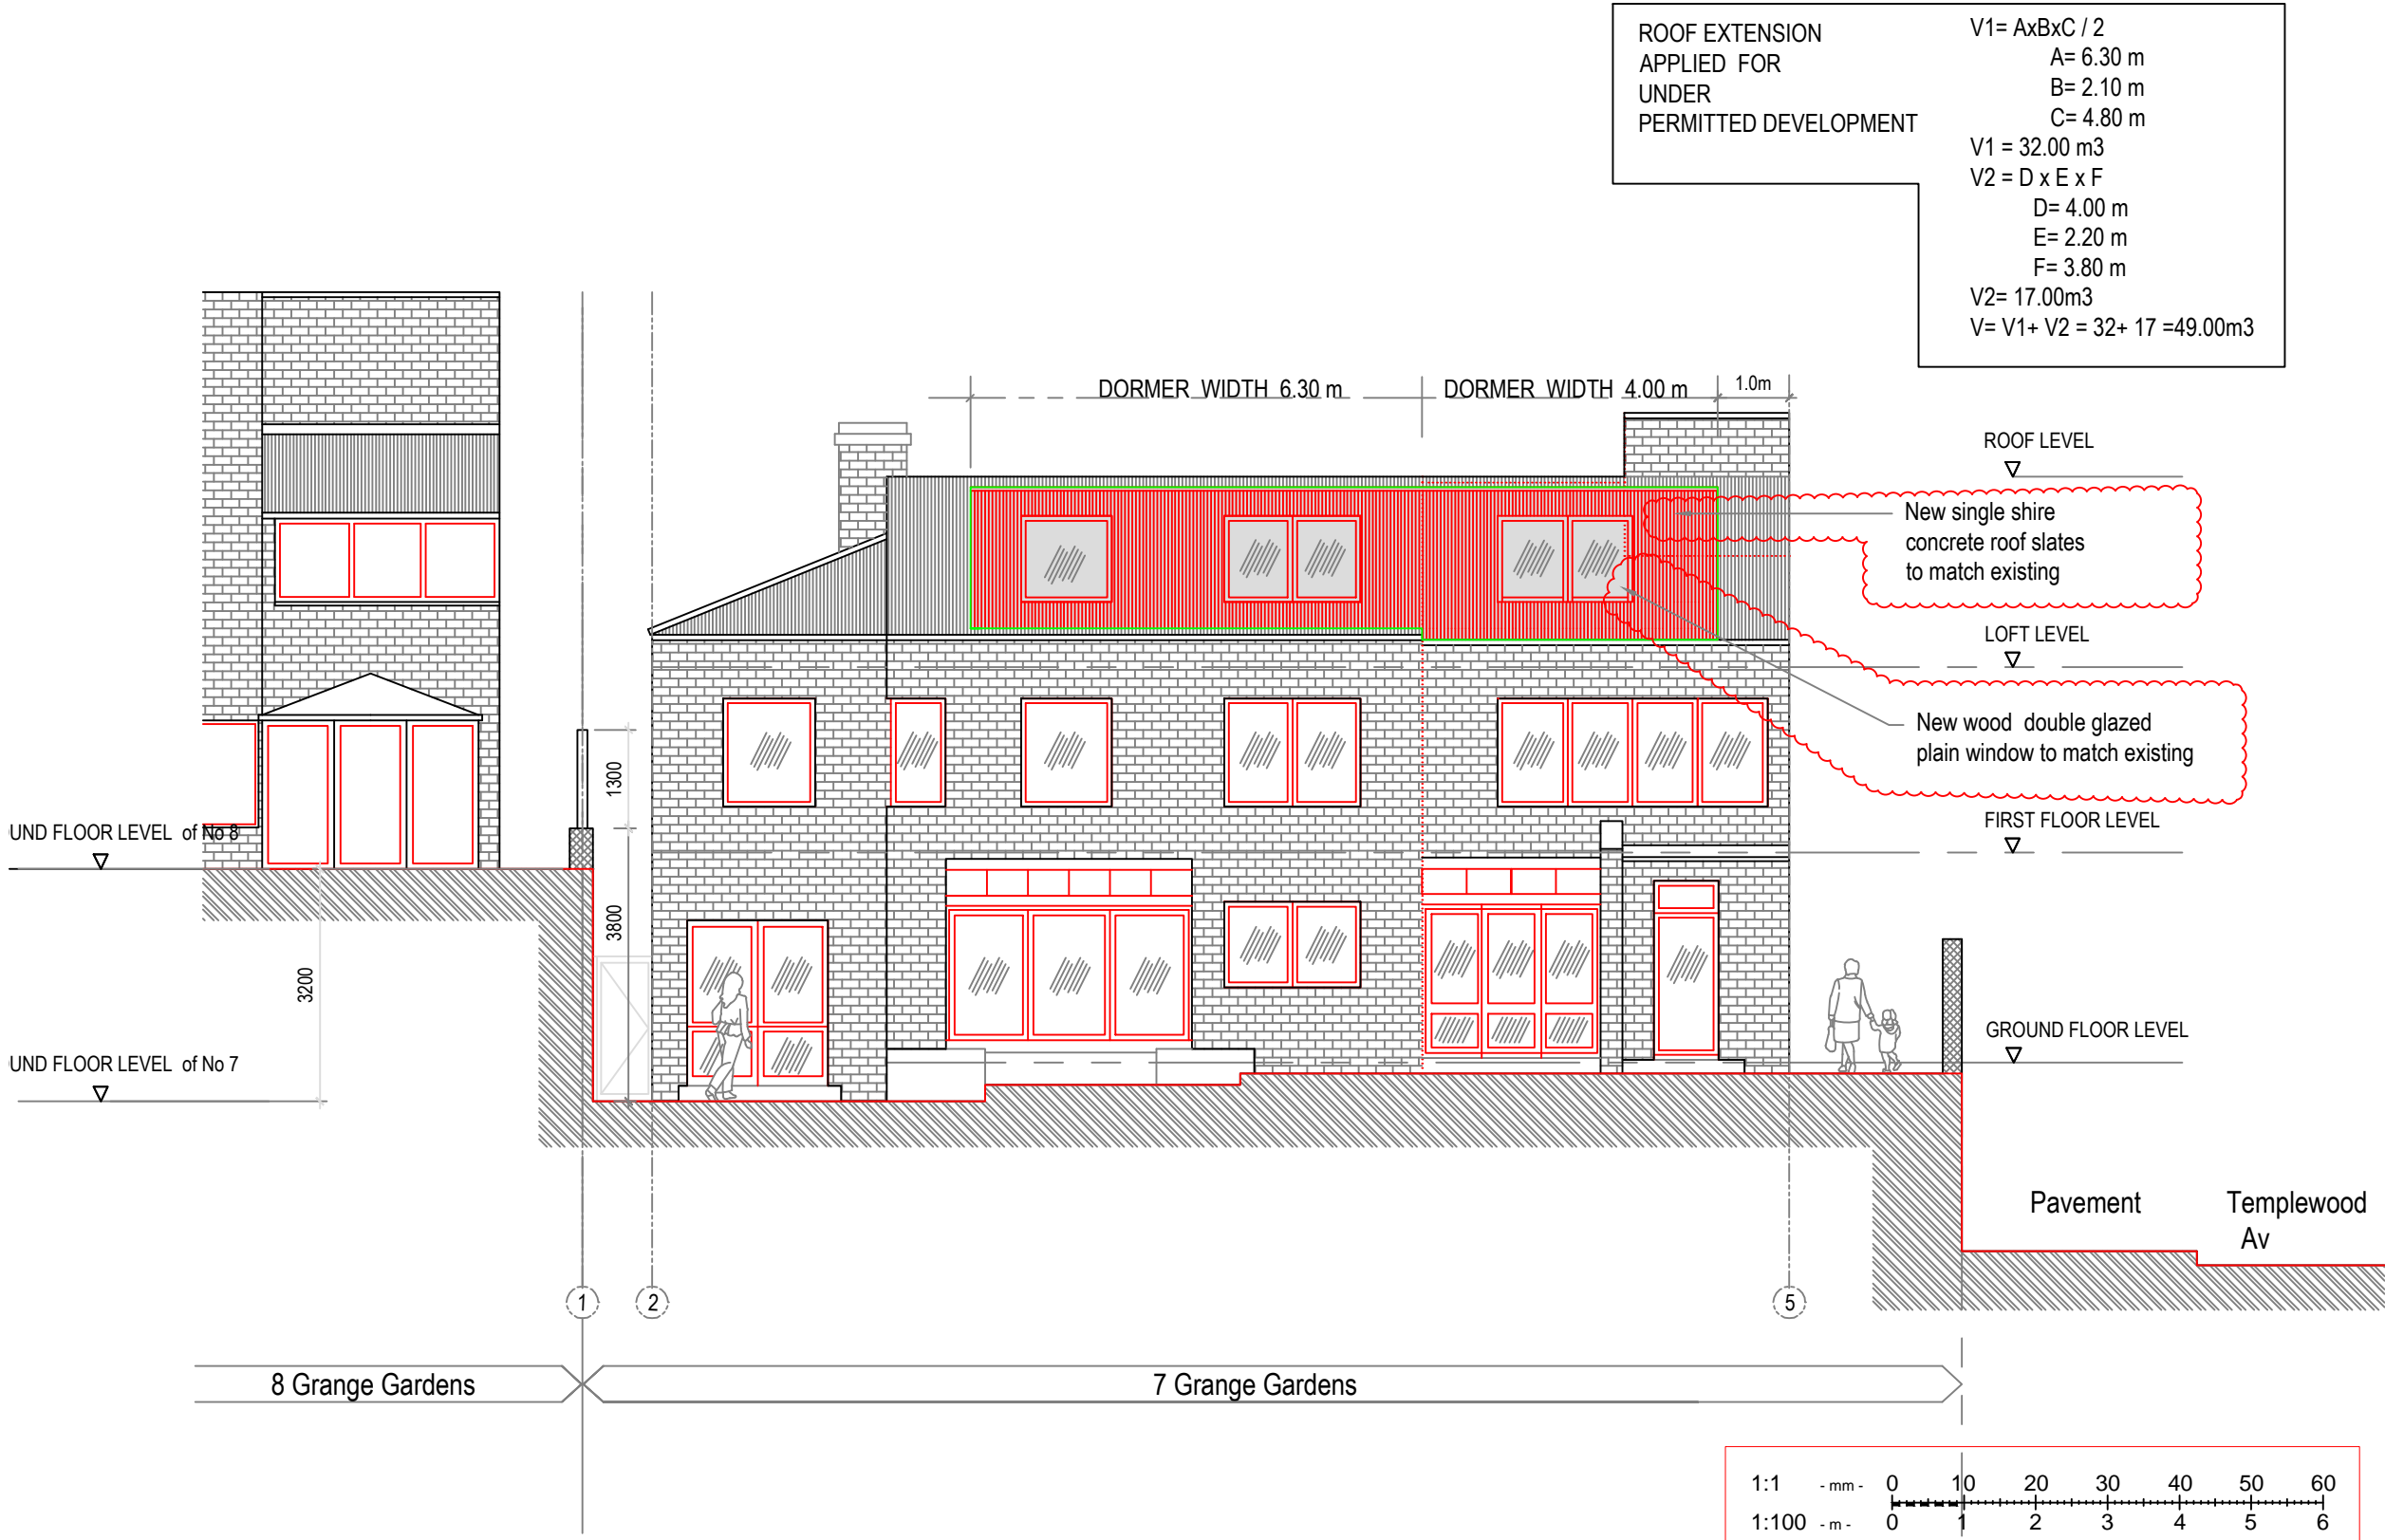 ROOF EXTENSION
APPLIED FOR
UNDER
PERMITTED DEVELOPMENT
V1= AxBxC / 2
A= 6.30 m
B= 2.10 m
C= 4.80 m
V1 = 32.00 m3
V2 = D x E x F
D= 4.00 m
E= 2.20 m
F= 3.80 m
V2= 17.00m3
V= V1+ V2 = 32+ 17 =49.00m3
DORMER WIDTH 6.30 m
DORMER WIDTH 4.00 m
1.0m
ROOF LEVEL
New single shire
concrete roof slates
to match existing
LOFT LEVEL
New wood double glazed
plain window to match existing
1300
FIRST FLOOR LEVEL
UND FLOOR LEVEL of No 8
3800
3200
GROUND FLOOR LEVEL
UND FLOOR LEVEL of No 7
Pavement
Templewood
Av
1
2
5
8 Grange Gardens
7 Grange Gardens
1:1 - mm - 0 10 20 30 40 50 60
1:100 - m - 0 1 2 3 4 5 6